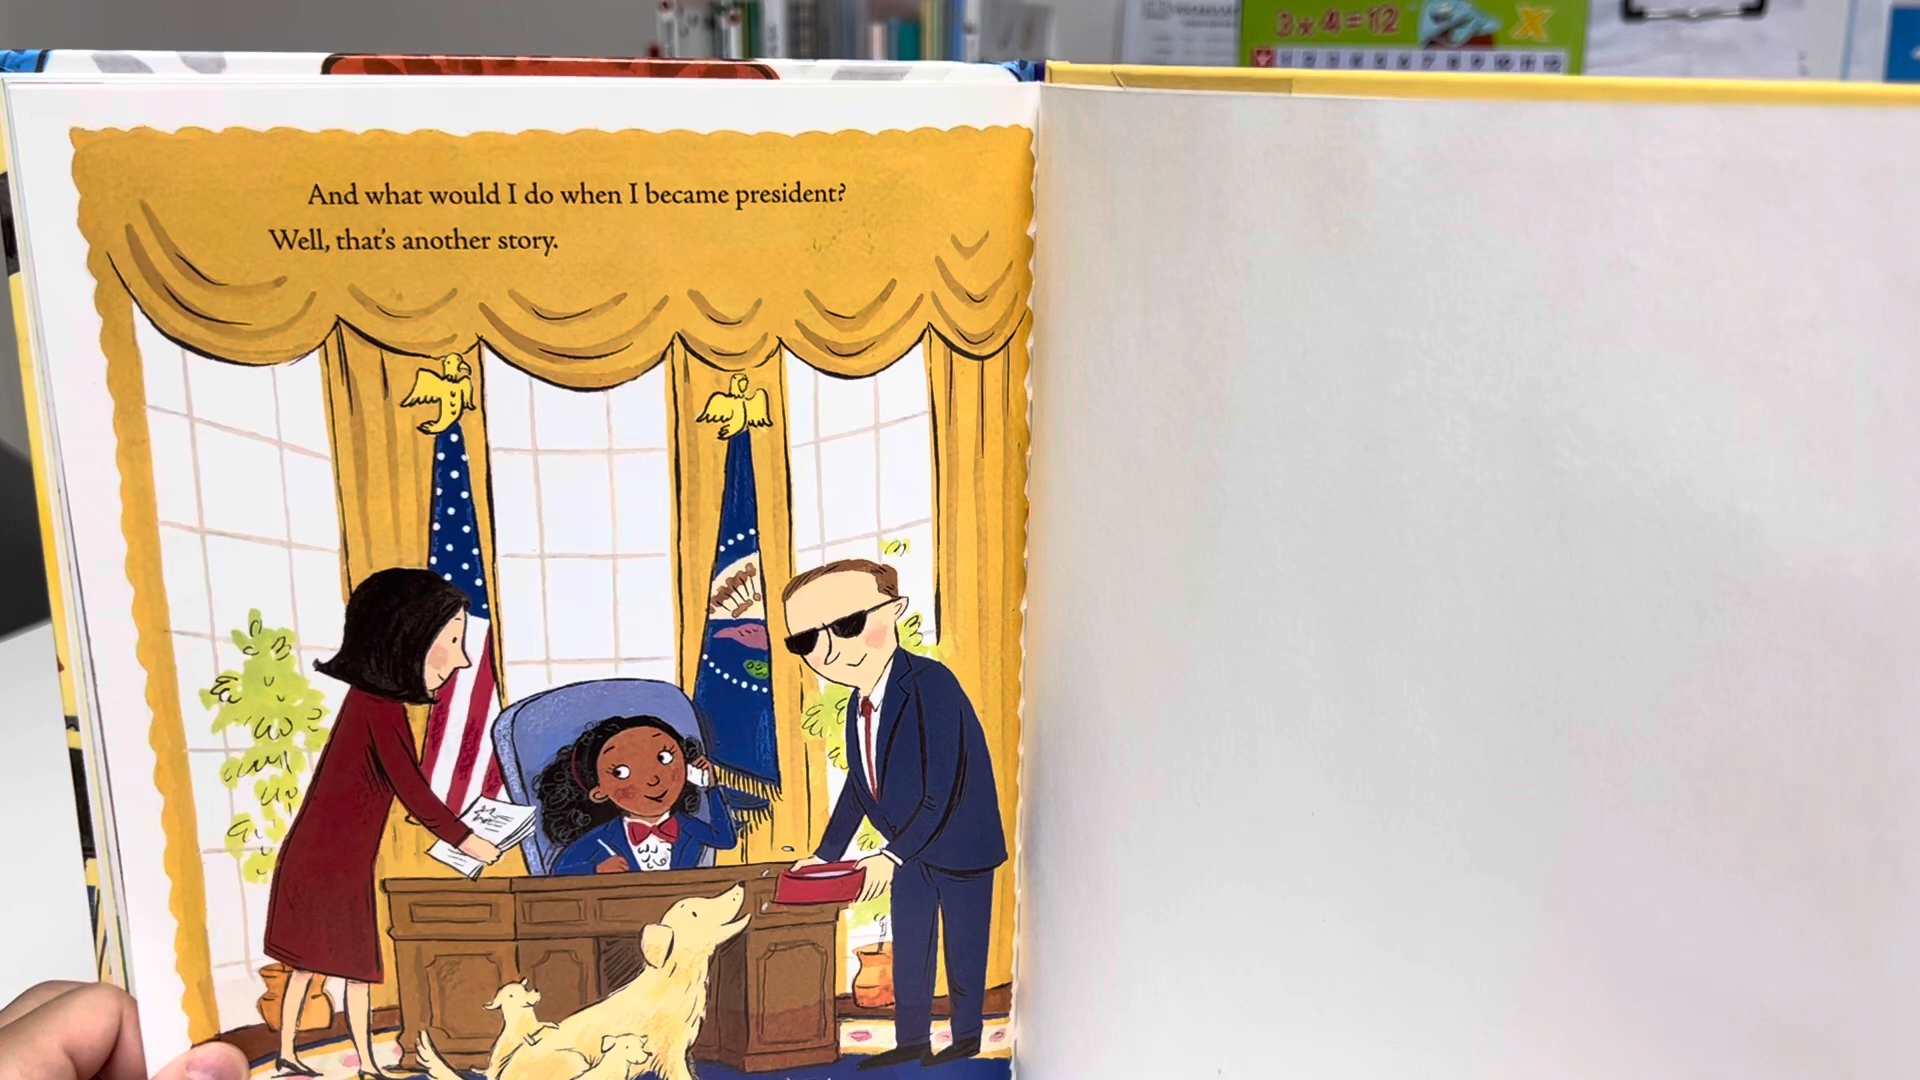 3 x 4 = 12
And what would I do when I became president?
Well, that's another story.